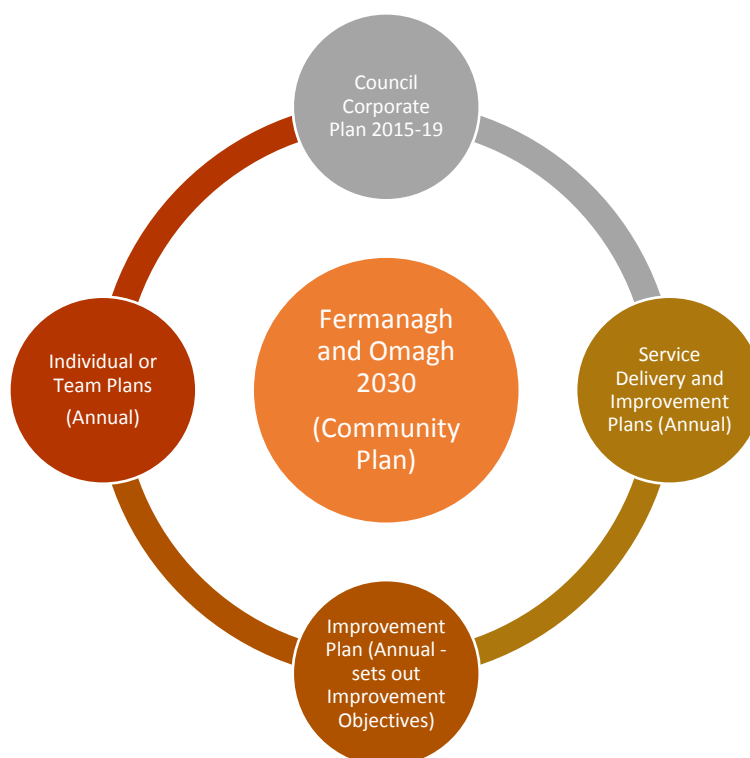 Council
Corporate
Plan 2015-19
Individual or
Team Plans
(Annual)
Fermanagh
and Omagh
2030
(Community
Plan)
Service
Delivery and
Improvement
Plans (Annual)
Improvement
Plan (Annual -
sets out
Improvement
Objectives)